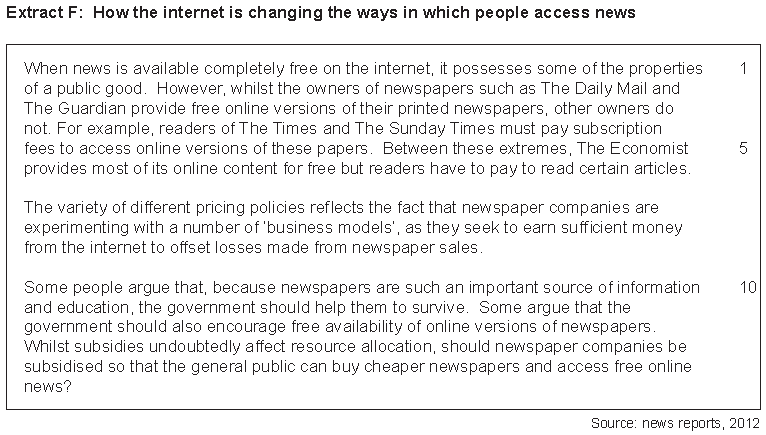 Extract F: How the internet is changing the ways in which people access news
When news is available completely free on the internet, it possesses some of the properties 1
of a public good. However, whilst the owners of newspapers such as The Daily Mail and
The Guardian provide free online versions of their printed newspapers, other owners do
not. For example, readers of The Times and The Sunday Times must pay subscription
fees to access online versions of these papers. Between these extremes, The Economist 5
provides most of its online content for free but readers have to pay to read certain articles.
The variety of different pricing policies reflects the fact that newspaper companies are
experimenting with a number of 'business models', as they seek to earn sufficient money
from the internet to offset losses made from newspaper sales.
Some people argue that, because newspapers are such an important source of information 10
and education, the government should help them to survive. Some argue that the
government should also encourage free availability of online versions of newspapers.
Whilst subsidies undoubtedly affect resource allocation, should newspaper companies be
subsidised so that the general public can buy cheaper newspapers and access free online
news?
Source: news reports, 2012